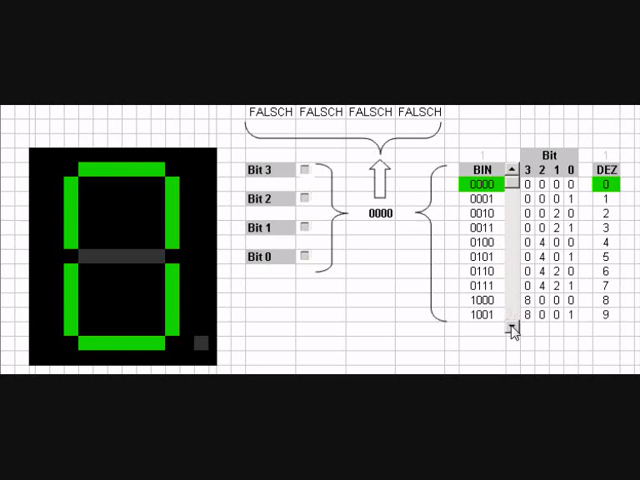 FALSCH FALSCH FALSCH FALSCH
1 Bit 1
Bit 3 BIN 3 2 1 0 DEZ
0000 0 0 0 0 0
Bit 2 0001 0 0 0 1 1
0000 0010 0 0 2 0 2
Bit 1 0011 0 0 2 1 3
0100 0 4 0 0 4
Bit 0 0101 0 4 0 1 5
0110 0 4 2 0 6
0111 0 4 2 1 7
1000 8 0 0 0 8
1001 8 0 0 1 9